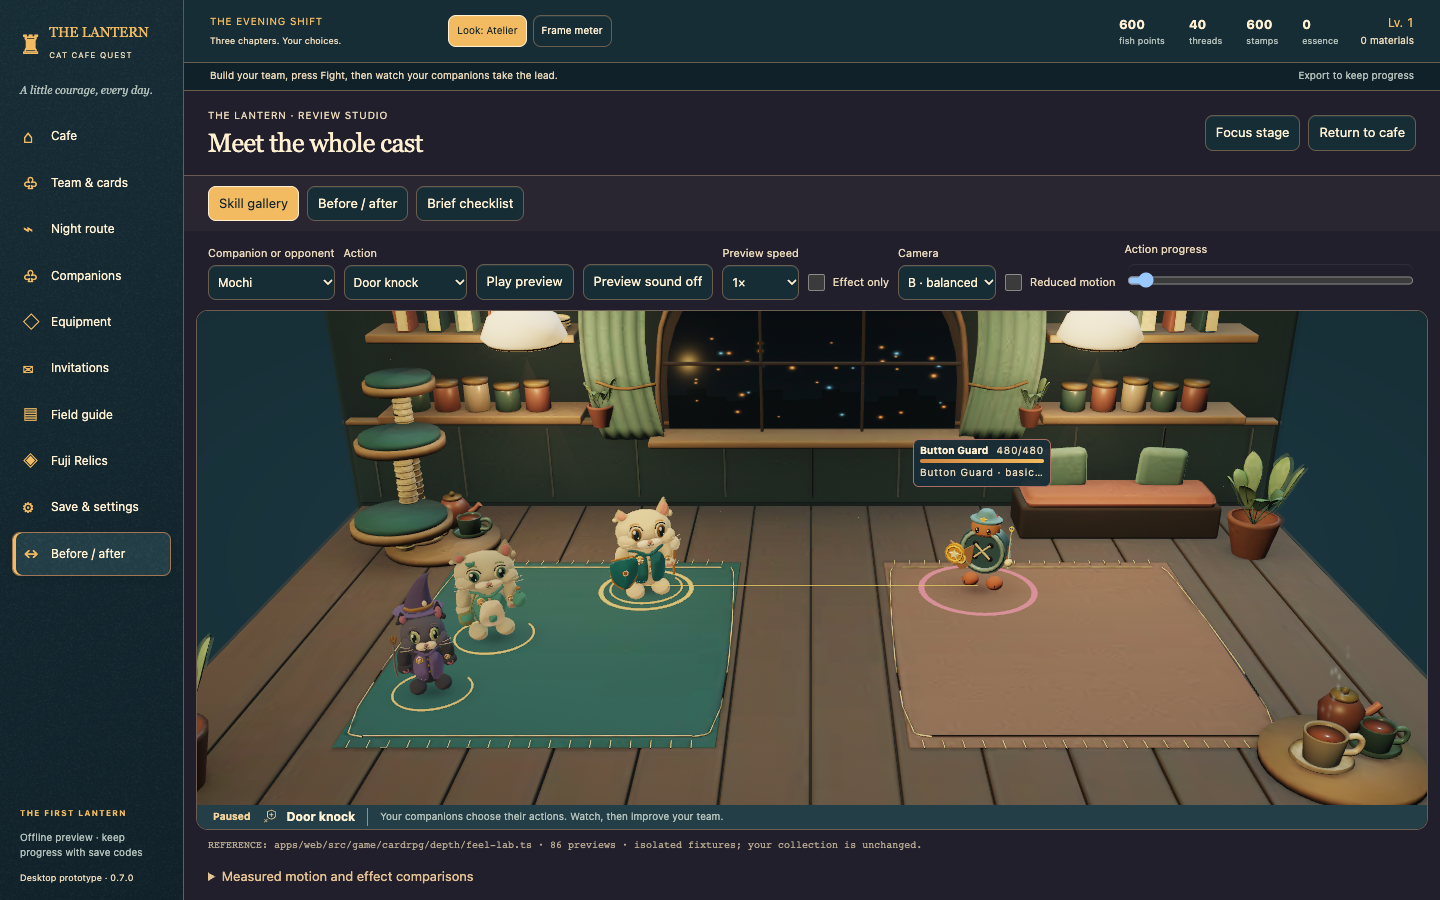 THE LANTERN
CAT CAFE QUEST
A little courage, every day.
Cafe
Team & cards
Night route
Companions
Equipment
Invitations
Field guide
Fuji Relics
Save & settings
Before / after
THE FIRST LANTERN
Offline preview · keep
progress with save codes
Desktop prototype · 0.7.0
THE EVENING SHIFT
Three chapters. Your choices.
Look: Atelier
Frame meter
600 fish points
40 threads
600 stamps
0 essence
Lv. 1
0 materials
Build your team, press Fight, then watch your companions take the lead.
Export to keep progress
THE LANTERN · REVIEW STUDIO
Meet the whole cast
Focus stage
Return to cafe
Skill gallery
Before / after
Brief checklist
Companion or opponent
Mochi
Action
Door knock
Play preview
Preview sound off
Preview speed
1×
Effect only
Camera
B · balanced
Reduced motion
Action progress
Button Guard 480/480
Button Guard · basic…
Paused
Door knock
Your companions choose their actions. Watch, then improve your team.
REFERENCE: apps/web/src/game/cardrpg/depth/feel-lab.ts · 86 previews · isolated fixtures; your collection is unchanged.
Measured motion and effect comparisons